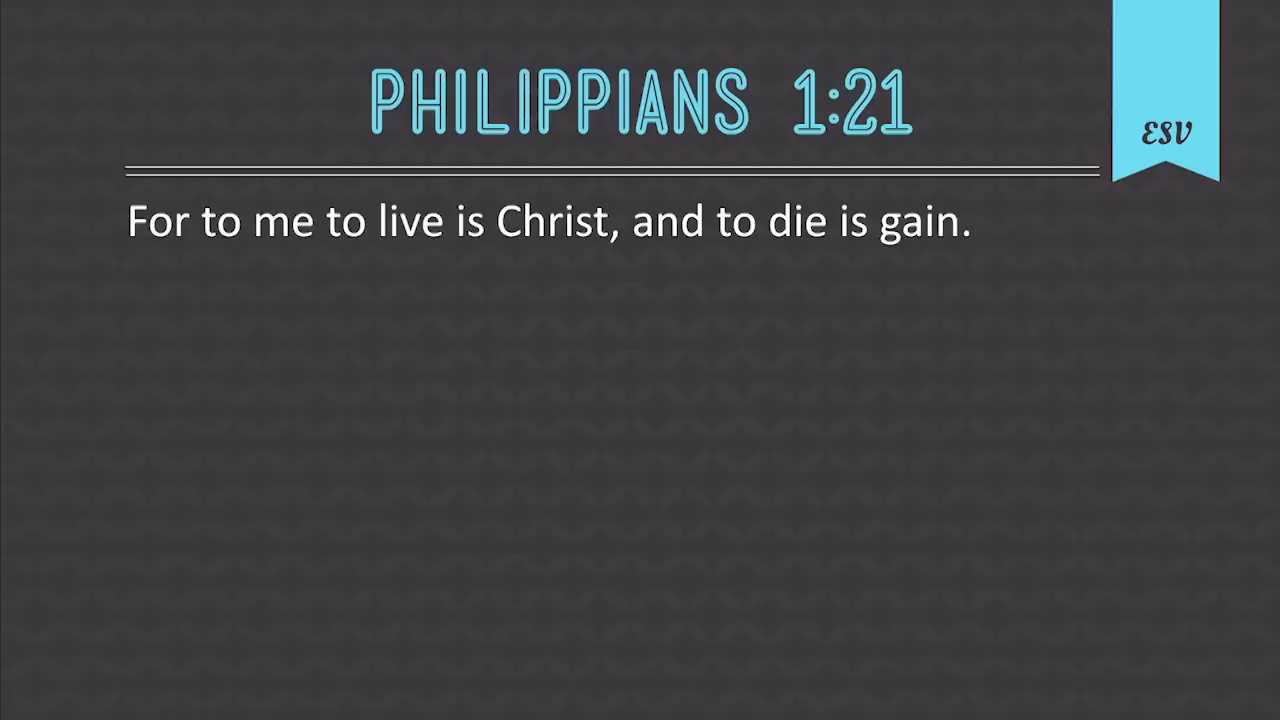 PHILIPPIANS 1:21
ESV
For to me to live is Christ, and to die is gain.